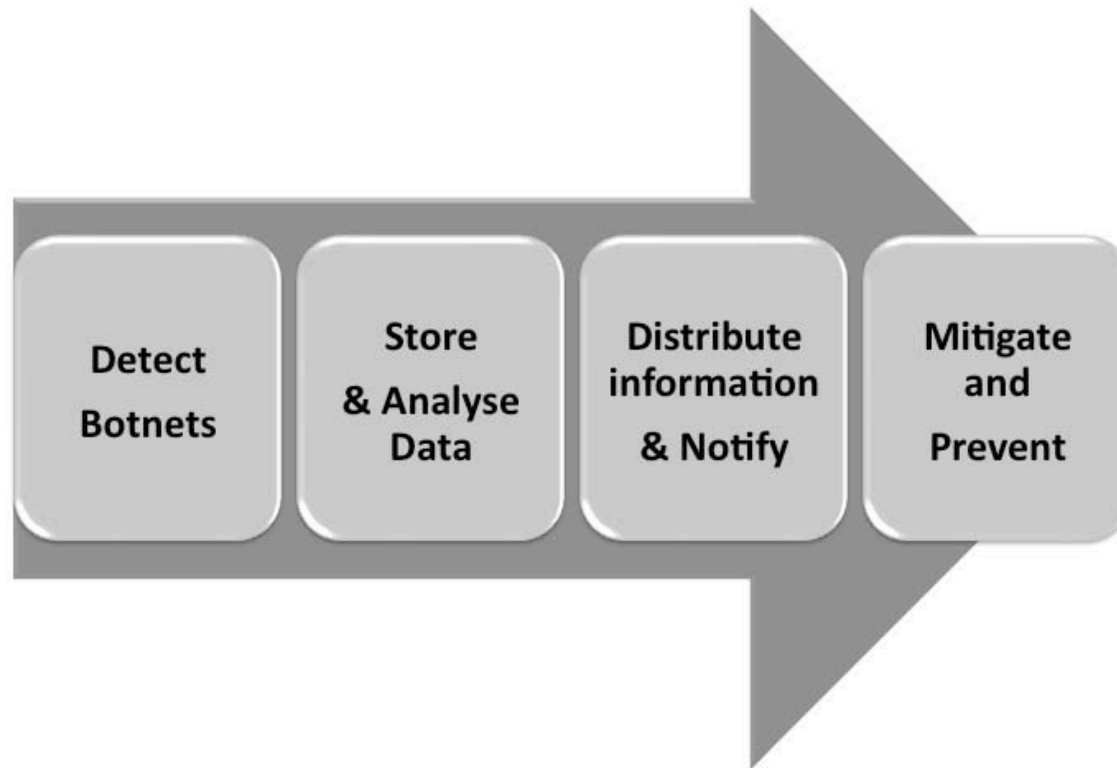 Detect
Botnets
Store
& Analyse
Data
Distribute
information
& Notify
Mitigate
and
Prevent